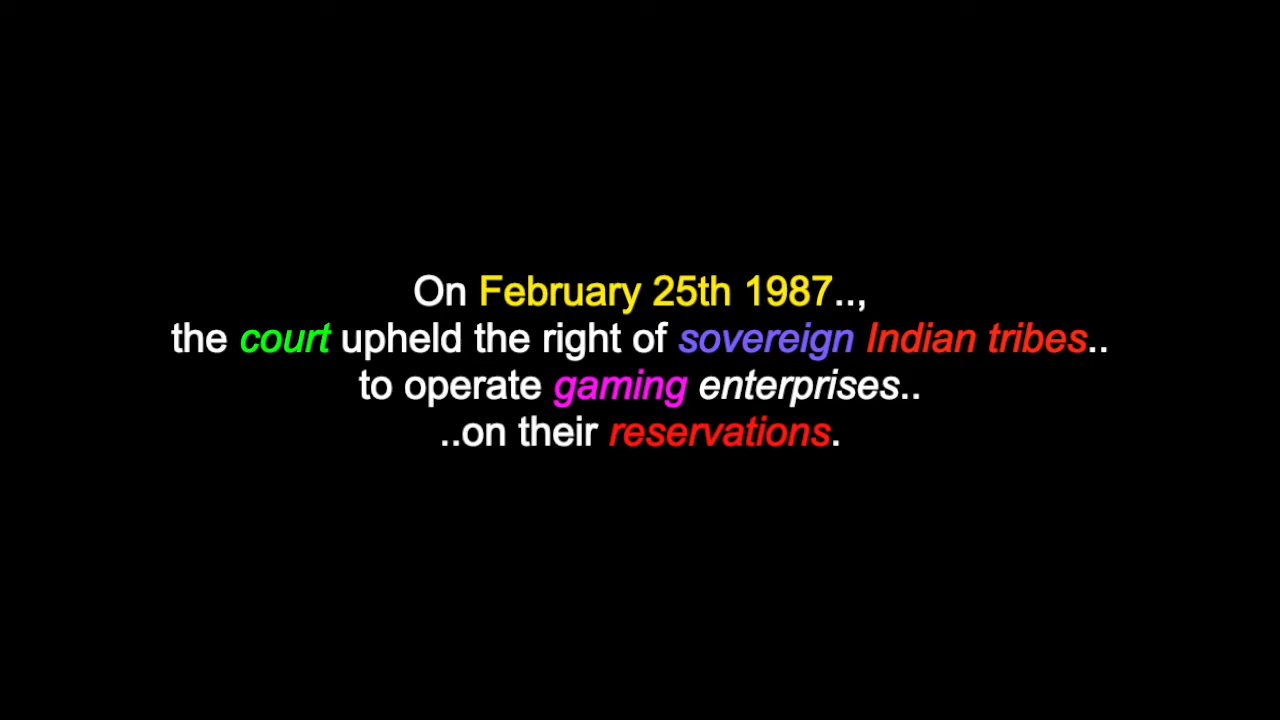 On February 25th 1987..,
the court upheld the right of sovereign Indian tribes..
to operate gaming enterprises..
..on their reservations.